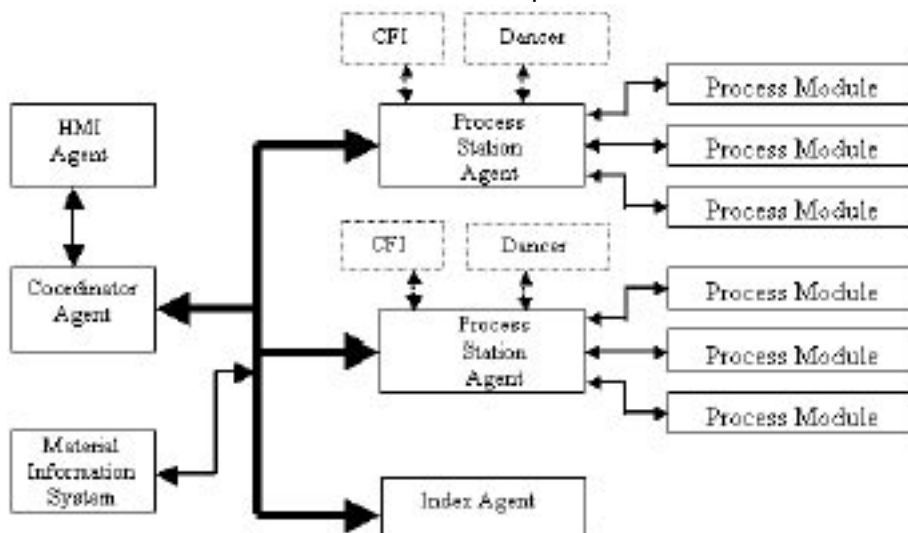 CFI
Dancer
HMI
Agent
Process
Station
Agent
Process Module
Process Module
Process Module
Coordinator
Agent
CFI
Dancer
Process
Station
Agent
Process Module
Process Module
Process Module
Material
Information
System
Index Agent